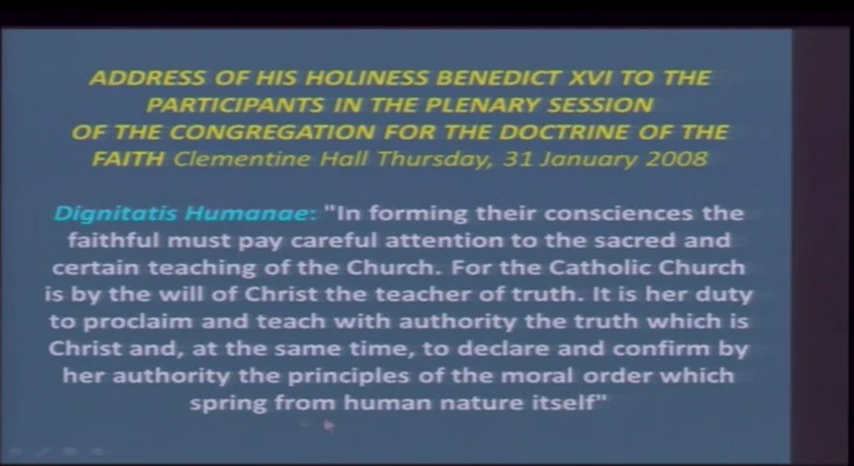 ADDRESS OF HIS HOLINESS BENEDICT XVI TO THE
PARTICIPANTS IN THE PLENARY SESSION
OF THE CONGREGATION FOR THE DOCTRINE OF THE
FAITH Clementine Hall Thursday, 31 January 2008
Dignitatis Humanae: "In forming their consciences the
faithful must pay careful attention to the sacred and
certain teaching of the Church. For the Catholic Church
is by the will of Christ the teacher of truth. It is her duty
to proclaim and teach with authority the truth which is
Christ and, at the same time, to declare and confirm by
her authority the principles of the moral order which
spring from human nature itself"